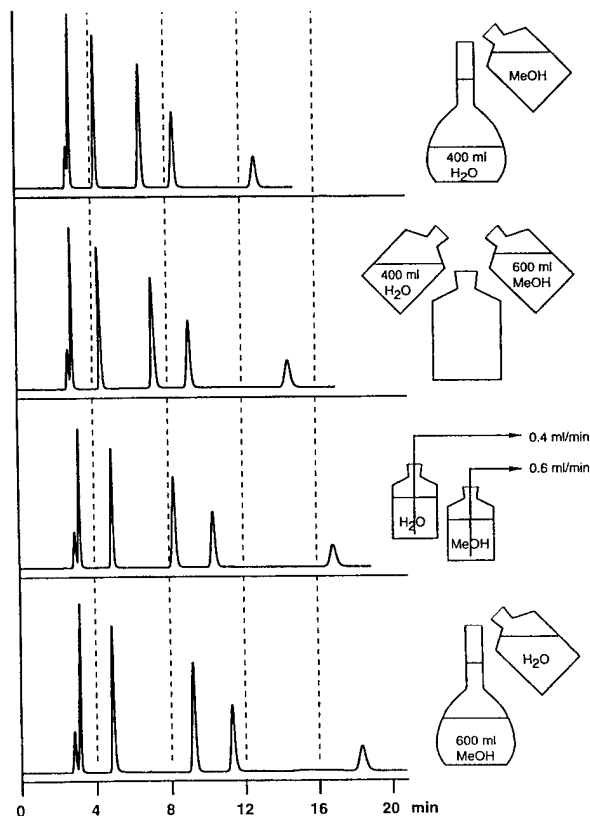 MeOH
400 ml
H2O
400 ml
H2O
600 ml
MeOH
0.4 ml/min
0.6 ml/min
H2O
MeOH
H2O
600 ml
MeOH
0 4 8 12 16 20 min